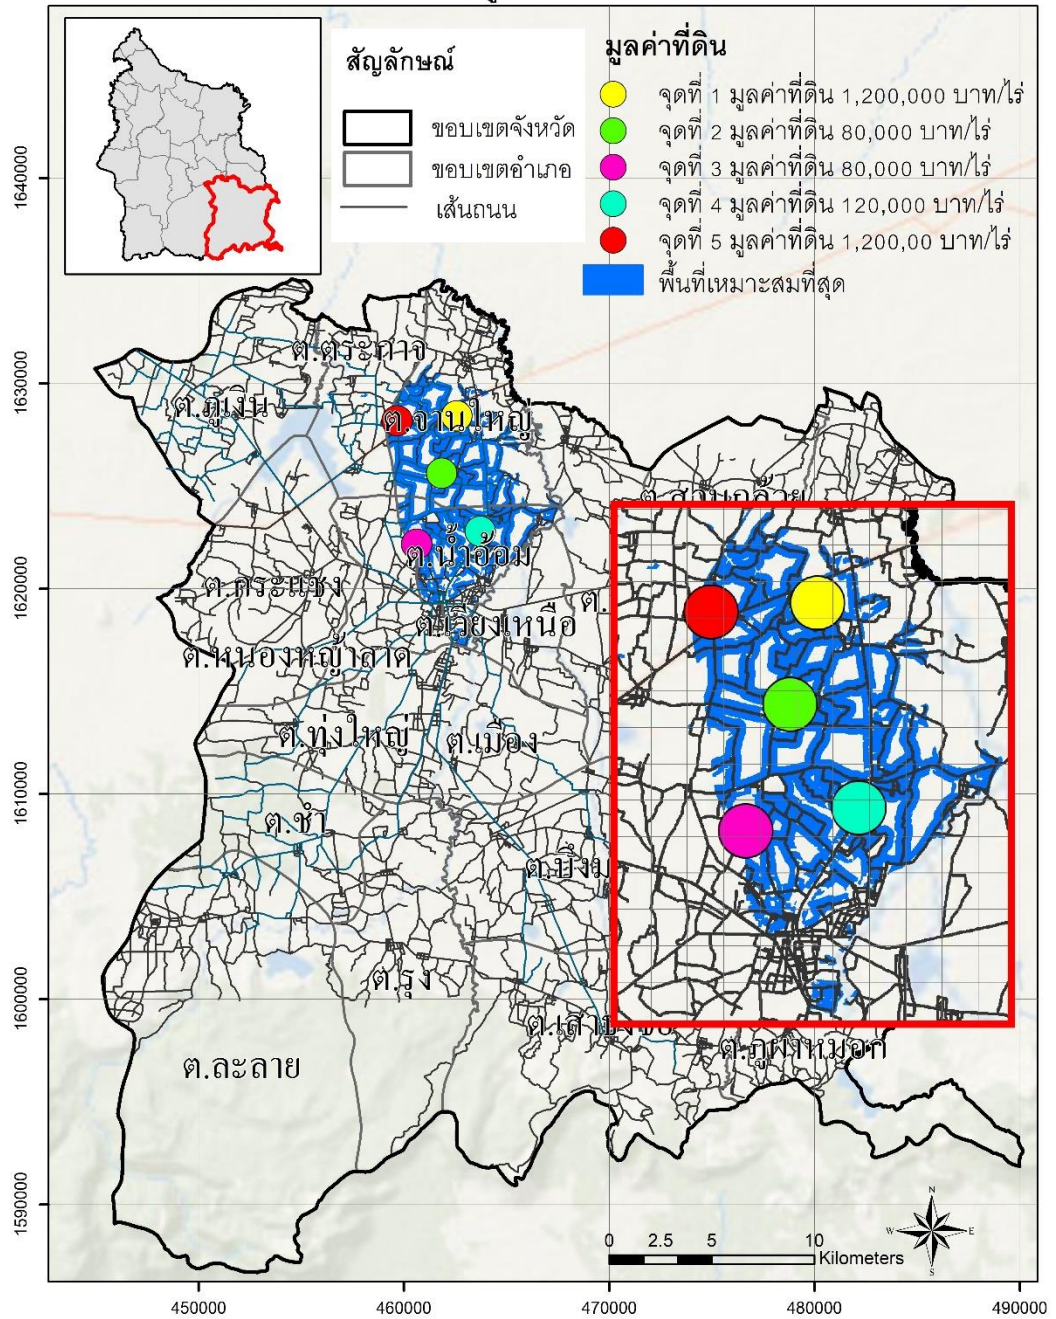 สัญลักษณ์
ขอบเขตจังหวัด
ขอบเขตอำเภอ
เส้นถนน
มูลค่าที่ดิน
จุดที่ 1 มูลค่าที่ดิน 1,200,000 บาท/ไร่
จุดที่ 2 มูลค่าที่ดิน 80,000 บาท/ไร่
จุดที่ 3 มูลค่าที่ดิน 80,000 บาท/ไร่
จุดที่ 4 มูลค่าที่ดิน 120,000 บาท/ไร่
จุดที่ 5 มูลค่าที่ดิน 1,200,00 บาท/ไร่
พื้นที่เหมาะสมที่สุด
1640000
1630000
1620000
1610000
1600000
1590000
ต.ตระกาจ
ต.ภูเงิน
ต.จานใหญ่
ต.น้ำอ้อม
ต.กระแชง
ต.
ต.เวียงเหนือ
ต.หนองหญ้าลาด
ต.ทุ่งใหญ่
ต.เมือง
ต.ชำ
ต.บึงม
ต.รุง
ต.ภูผาหมอก
ต.ละลาย
N
W
E
S
0 2.5 5 10
Kilometers
450000 460000 470000 480000 490000